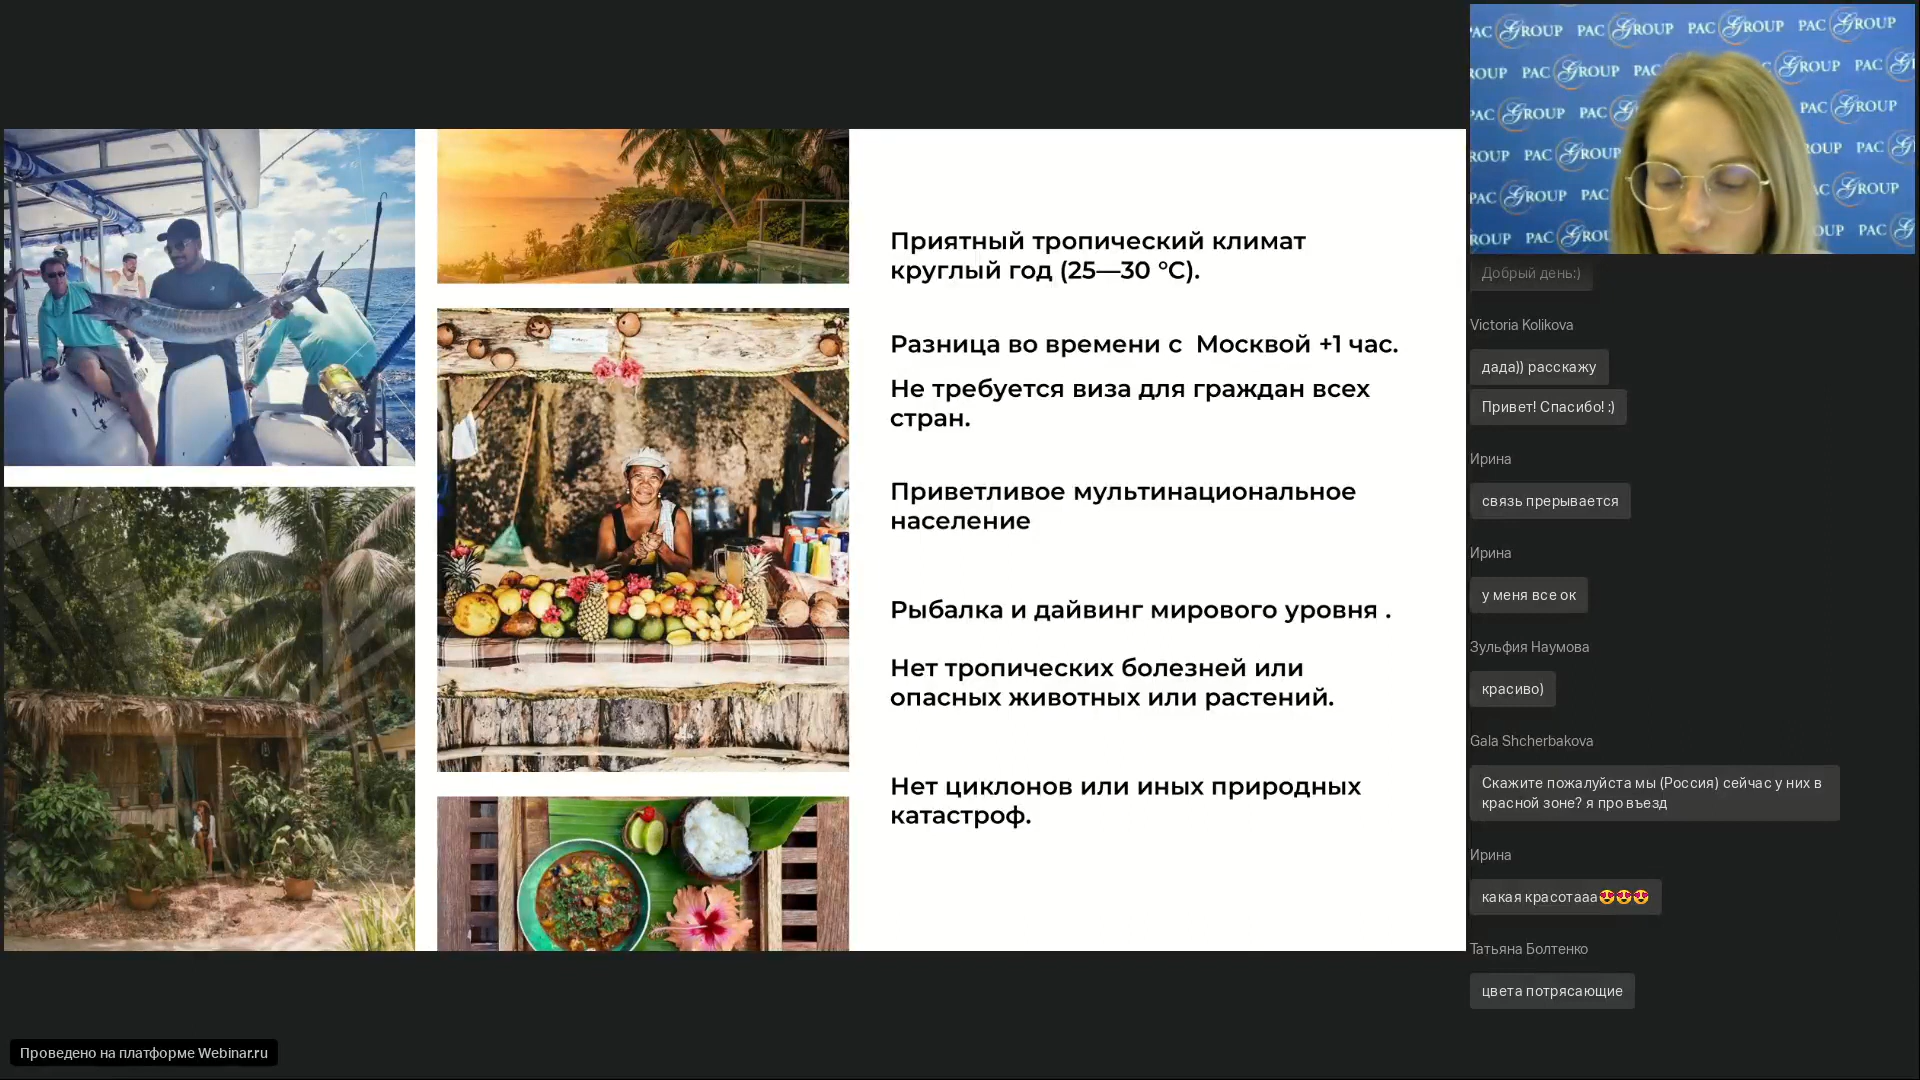 Приятный тропический климат
круглый год (25—30 °C).
Разница во времени с  Москвой +1 час.
Не требуется виза для граждан всех
стран.
Приветливое мультинациональное
население
Рыбалка и дайвинг мирового уровня .
Нет тропических болезней или
опасных животных или растений.
Нет циклонов или иных природных
катастроф.
PAC GROUP
Добрый день:)
Victoria Kolikova
дада)) расскажу
Привет! Спасибо! :)
Ирина
связь прерывается
Ирина
у меня все ок
Зульфия Наумова
красиво)
Gala Shcherbakova
Скажите пожалуйста мы (Россия) сейчас у них в
красной зоне? я про въезд
Ирина
какая красотааа😍😍😍
Татьяна Болтенко
цвета потрясающие
Проведено на платформе Webinar.ru